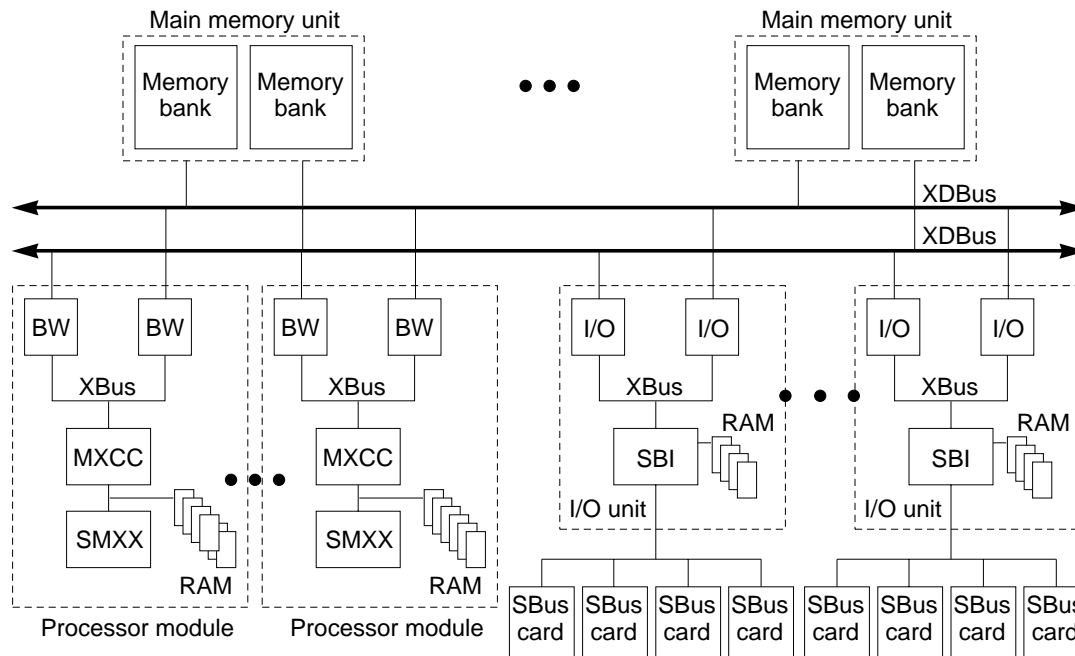 Main memory unit
Main memory unit
Memory
bank
Memory
bank
Memory
bank
Memory
bank
XDBus
XDBus
BW
BW
BW
BW
I/O
I/O
I/O
I/O
XBus
XBus
XBus
XBus
MXCC
MXCC
SBI
RAM
SBI
RAM
SMXX
SMXX
RAM
RAM
I/O unit
I/O unit
Processor module
Processor module
SBus
card
SBus
card
SBus
card
SBus
card
SBus
card
SBus
card
SBus
card
SBus
card